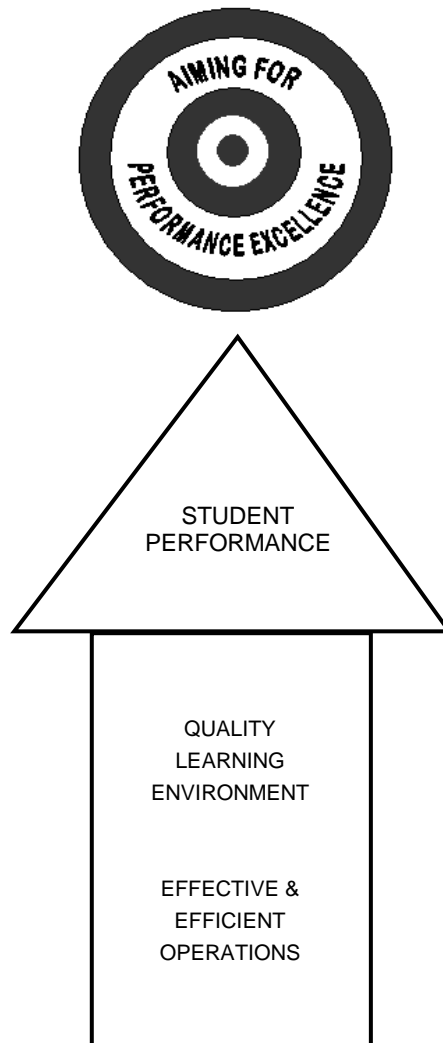 AIMING FOR
PERFORMANCE EXCELLENCE
STUDENT
PERFORMANCE
QUALITY
LEARNING
ENVIRONMENT
EFFECTIVE &
EFFICIENT
OPERATIONS